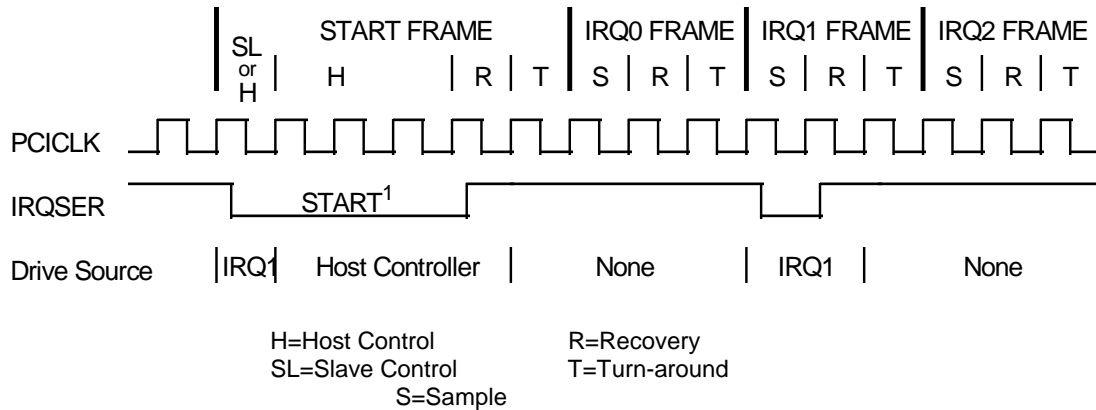 START FRAME IRQ0 FRAME IRQ1 FRAME IRQ2 FRAME
SL
or
H
H R T S R T S R T S R T
PCICLK
IRQSER START1
Drive Source IRQ1 Host Controller None IRQ1 None
H=Host Control R=Recovery
SL=Slave Control T=Turn-around
S=Sample